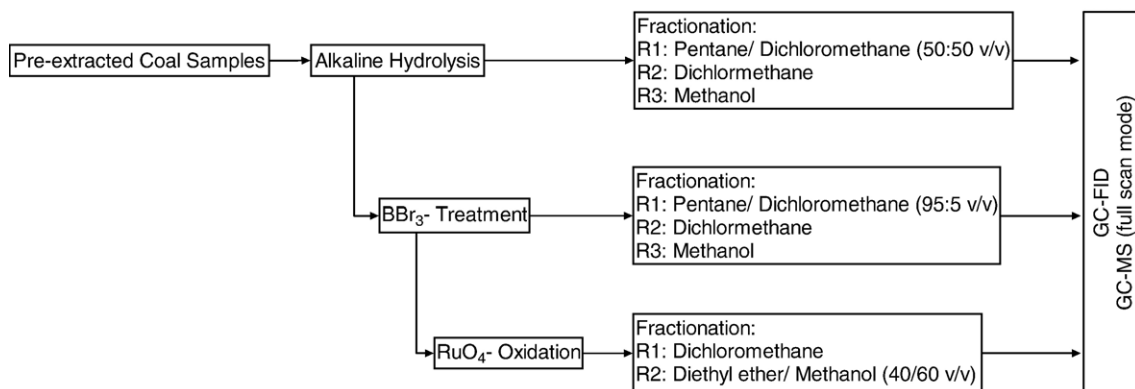 Pre-extracted Coal Samples
Alkaline Hydrolysis
Fractionation:
R1: Pentane/ Dichloromethane (50:50 v/v)
R2: Dichlormethane
R3: Methanol
BBr₃- Treatment
Fractionation:
R1: Pentane/ Dichloromethane (95:5 v/v)
R2: Dichlormethane
R3: Methanol
RuO₄- Oxidation
Fractionation:
R1: Dichloromethane
R2: Diethyl ether/ Methanol (40/60 v/v)
GC-FID
GC-MS (full scan mode)